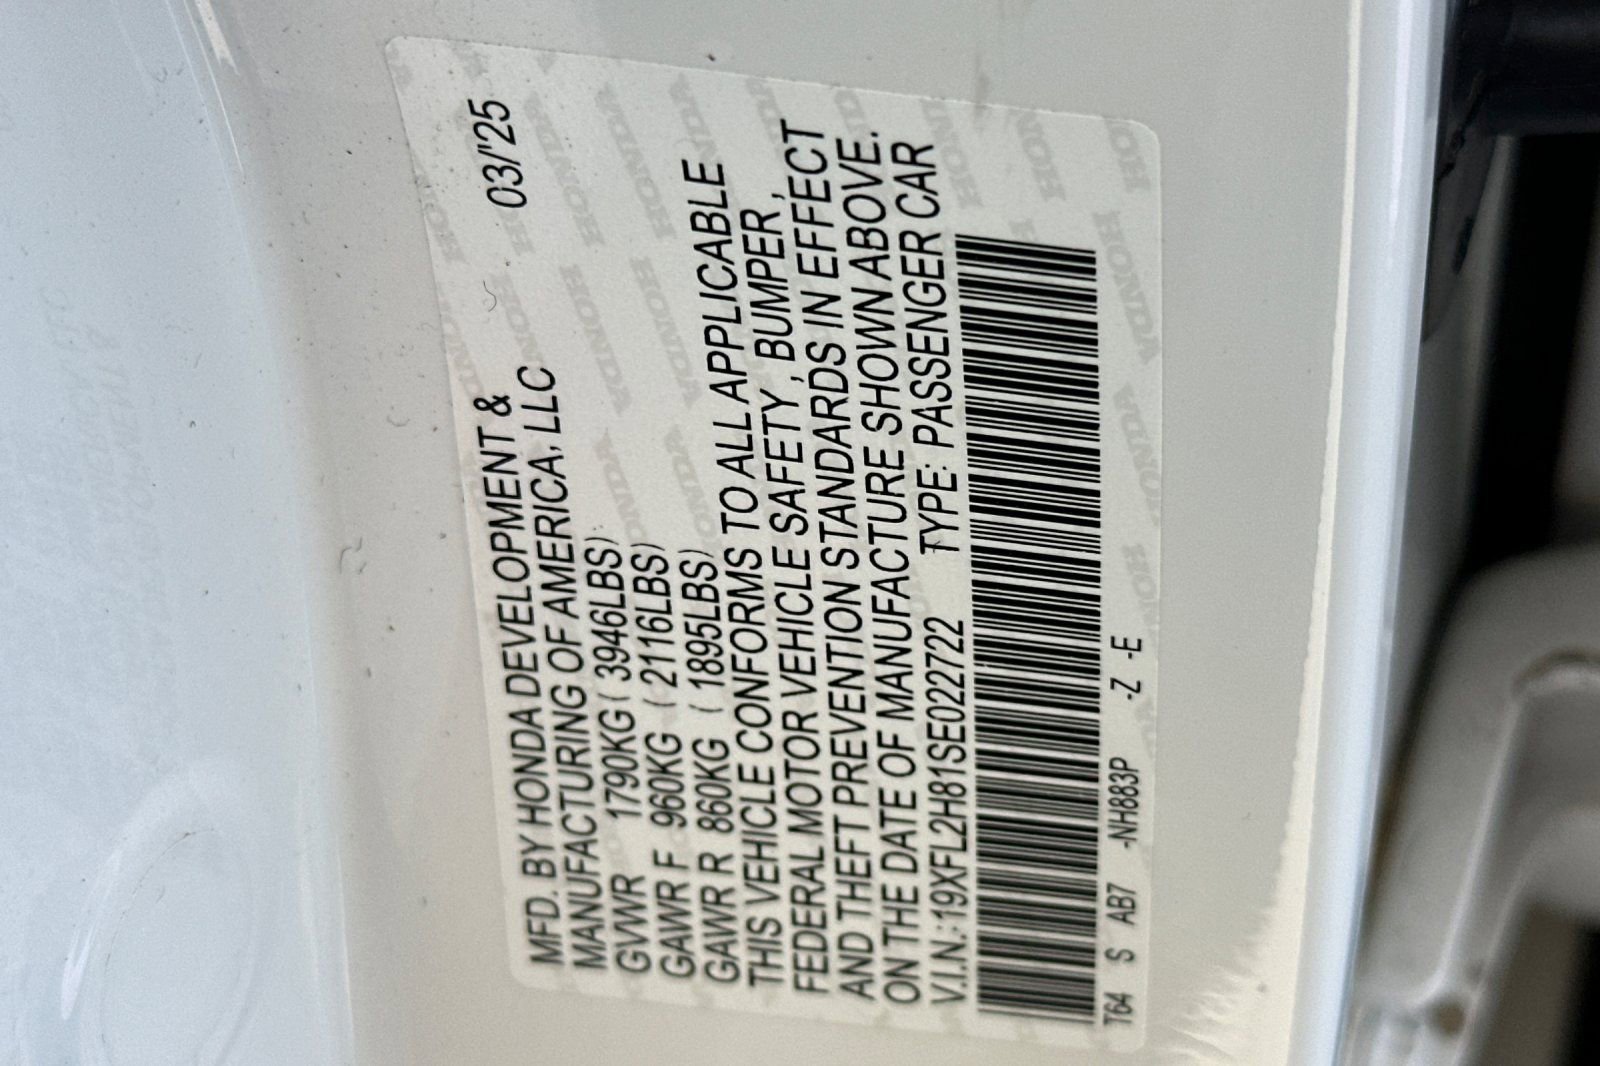 MFD. BY HONDA DEVELOPMENT & 03/'25
MANUFACTURING OF AMERICA, LLC
GVWR 1790KG ( 3946LBS)
GAWR F 960KG ( 2116LBS)
GAWR R 860KG ( 1895LBS)
THIS VEHICLE CONFORMS TO ALL APPLICABLE
FEDERAL MOTOR VEHICLE SAFETY , BUMPER ,
AND THEFT PREVENTION STANDARDS IN EFFECT
ON THE DATE OF MANUFACTURE SHOWN ABOVE.
V.I.N.:19XFL2H81SE022722 TYPE: PASSENGER CAR
T64 S AB7 -NH883P -Z -E